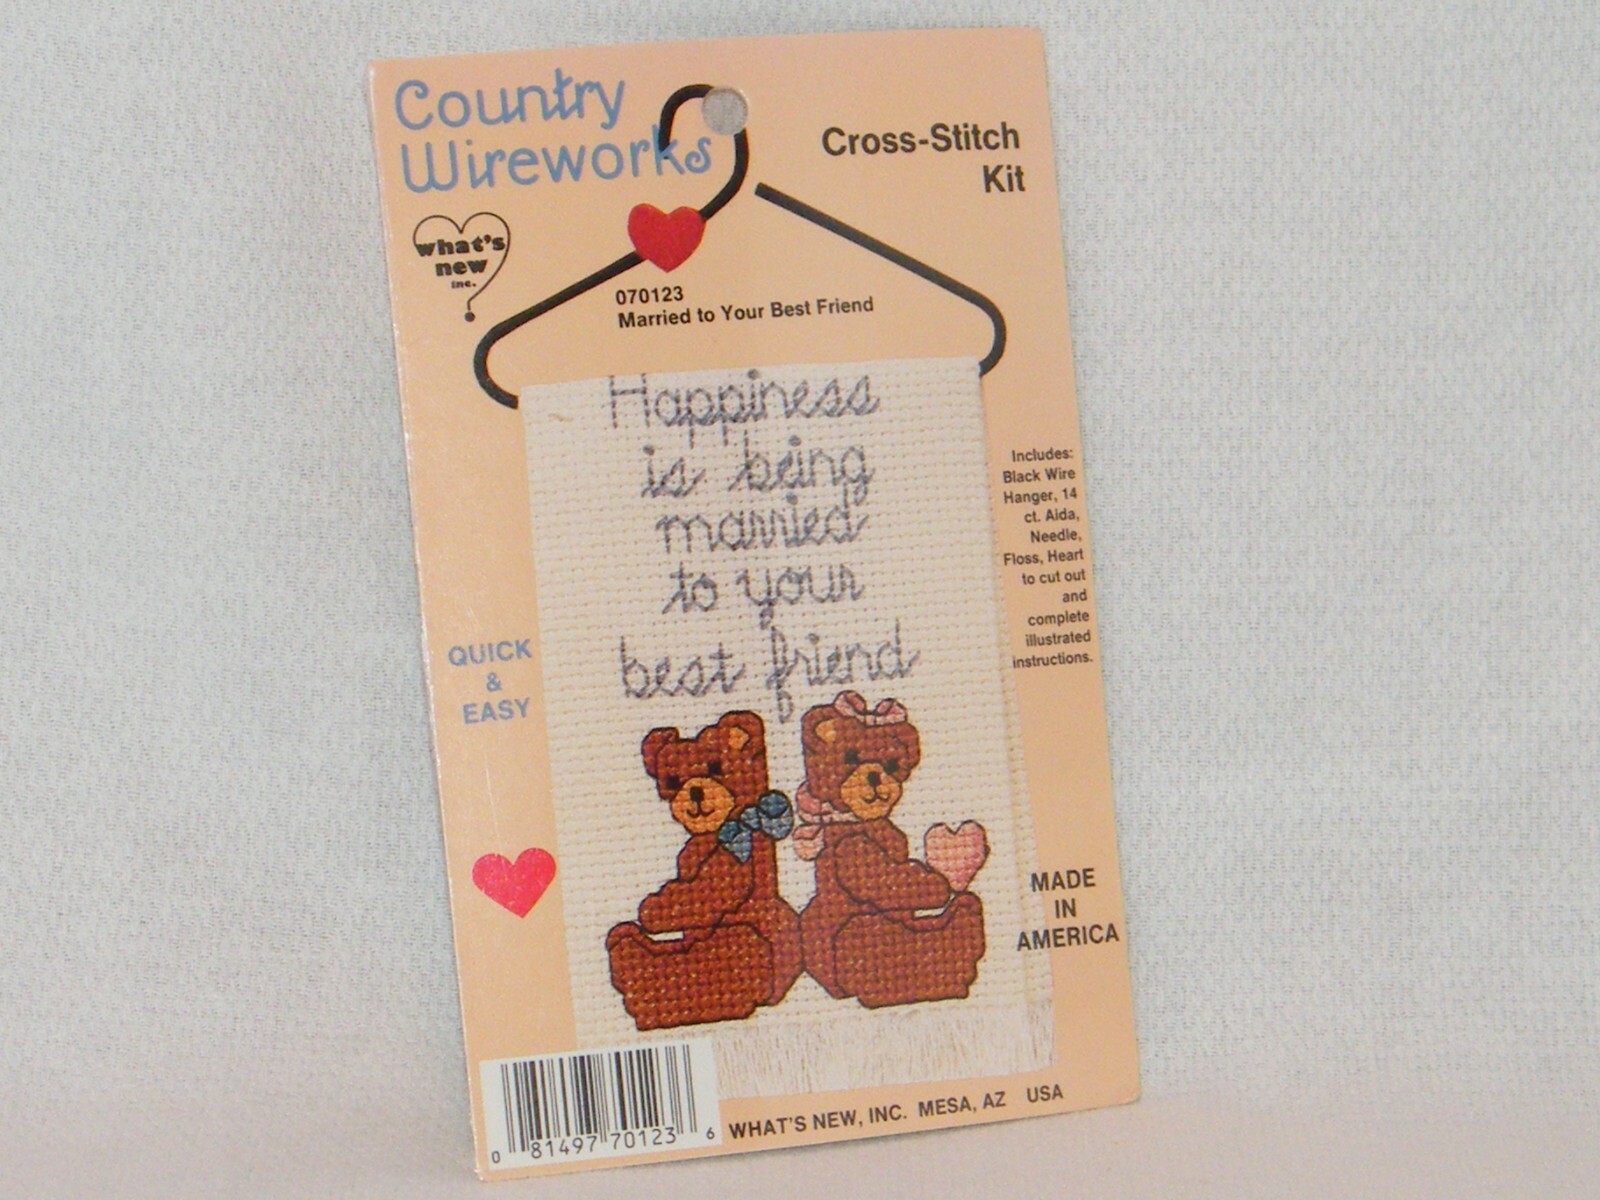 Country
Wireworks
Cross-Stitch
Kit
what's
new
inc.
070123
Married to Your Best Friend
Happiness
is being
married
to your
best friend
Includes:
Black Wire
Hanger, 14
ct. Aida,
Needle,
Floss, Heart
to cut out
and
complete
illustrated
instructions.
QUICK
&
EASY
MADE
IN
AMERICA
0 81497 70123 6
WHAT'S NEW, INC. MESA, AZ USA